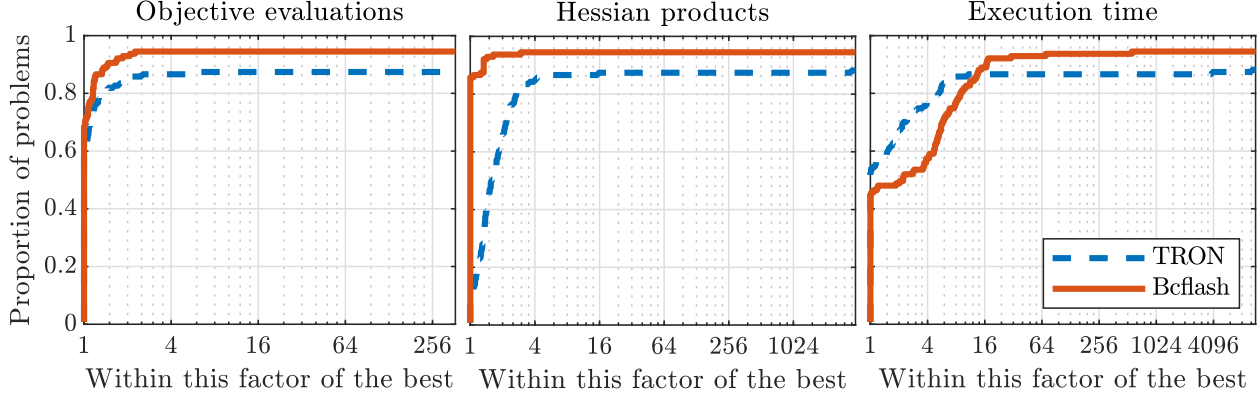 Objective evaluations
Hessian products
Execution time
Proportion of problems
1
0.8
0.6
0.4
0.2
0
1 4 16 64 256
1 4 16 64 256 1024
1 4 16 64 256 1024 4096
TRON
Bcflash
Within this factor of the best
Within this factor of the best
Within this factor of the best